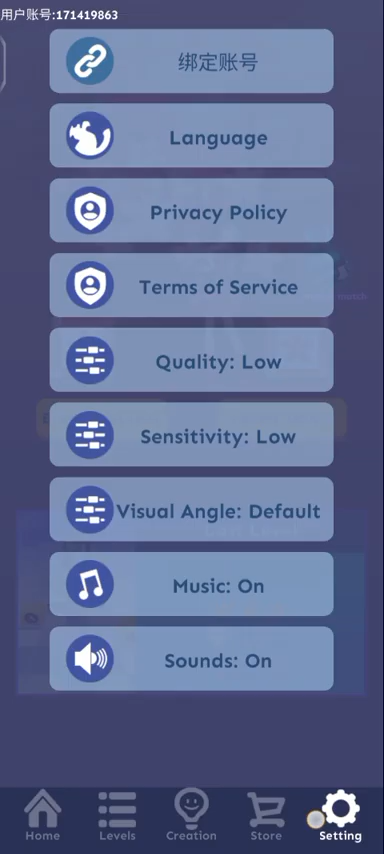 用户账号:171419863
绑定账号
Language
Privacy Policy
Terms of Service
Quality: Low
Sensitivity: Low
Visual Angle: Default
Music: On
Sounds: On
Home
Levels
Creation
Store
Setting